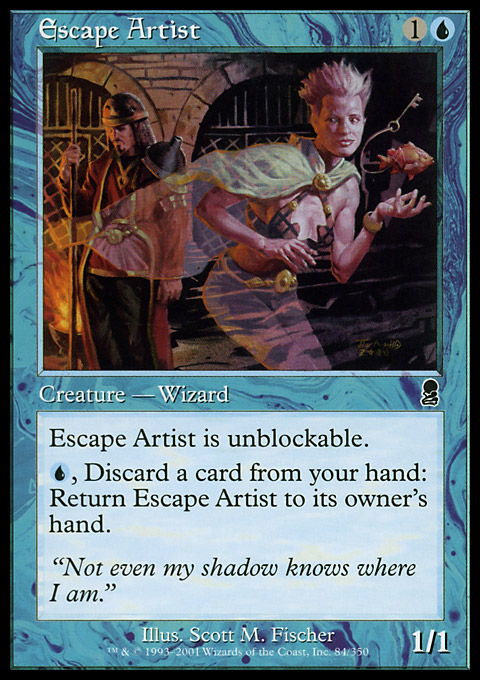 Escape Artist 1
Creature — Wizard
Escape Artist is unblockable.
, Discard a card from your hand:
Return Escape Artist to its owner's
hand.
“Not even my shadow knows where
I am.”
Illus. Scott M. Fischer
1/1
™ & © 1993–2001 Wizards of the Coast, Inc. 84/350